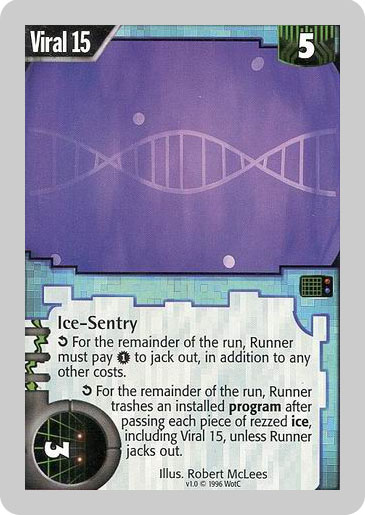 Viral 15
5
Ice-Sentry
For the remainder of the run, Runner
must pay 1 to jack out, in addition to any
other costs.
For the remainder of the run, Runner
trashes an installed program after
passing each piece of rezzed ice,
including Viral 15, unless Runner
jacks out.
3
Illus. Robert McLees
v1.0 © 1996 WotC